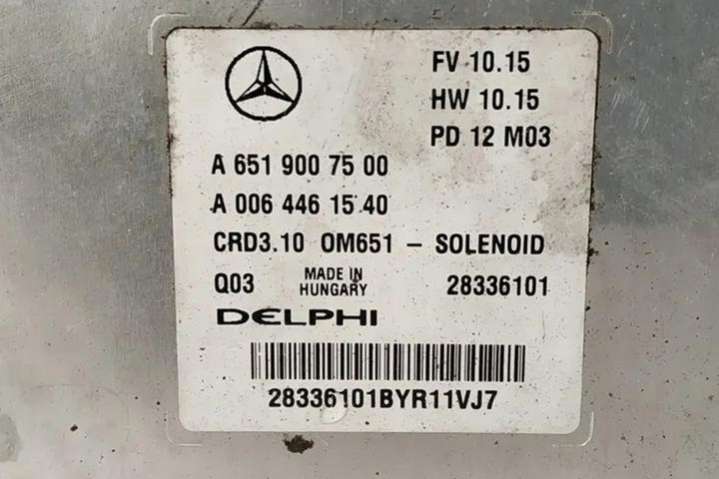 FV 10.15
HW 10.15
PD 12 M03
A 651 900 75 00
A 006 446 15 40
CRD3.10 OM651 - SOLENOID
Q03 MADE IN HUNGARY 28336101
DELPHI
28336101BYR11VJ7